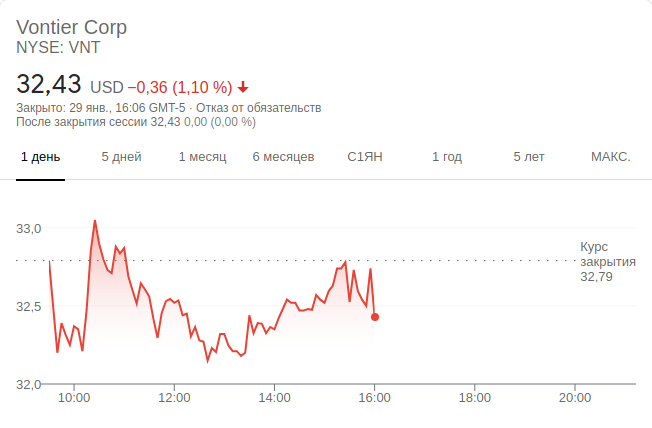 Vontier Corp
NYSE: VNT
32,43 USD −0,36 (1,10 %)
Закрыто: 29 янв., 16:06 GMT-5 · Отказ от обязательств
После закрытия сессии 32,43 0,00 (0,00 %)
1 день 5 дней 1 месяц 6 месяцев С1ЯН 1 год 5 лет МАКС.
33,0
Курс
закрытия
32,79
32,5
32,0
10:00 12:00 14:00 16:00 18:00 20:00